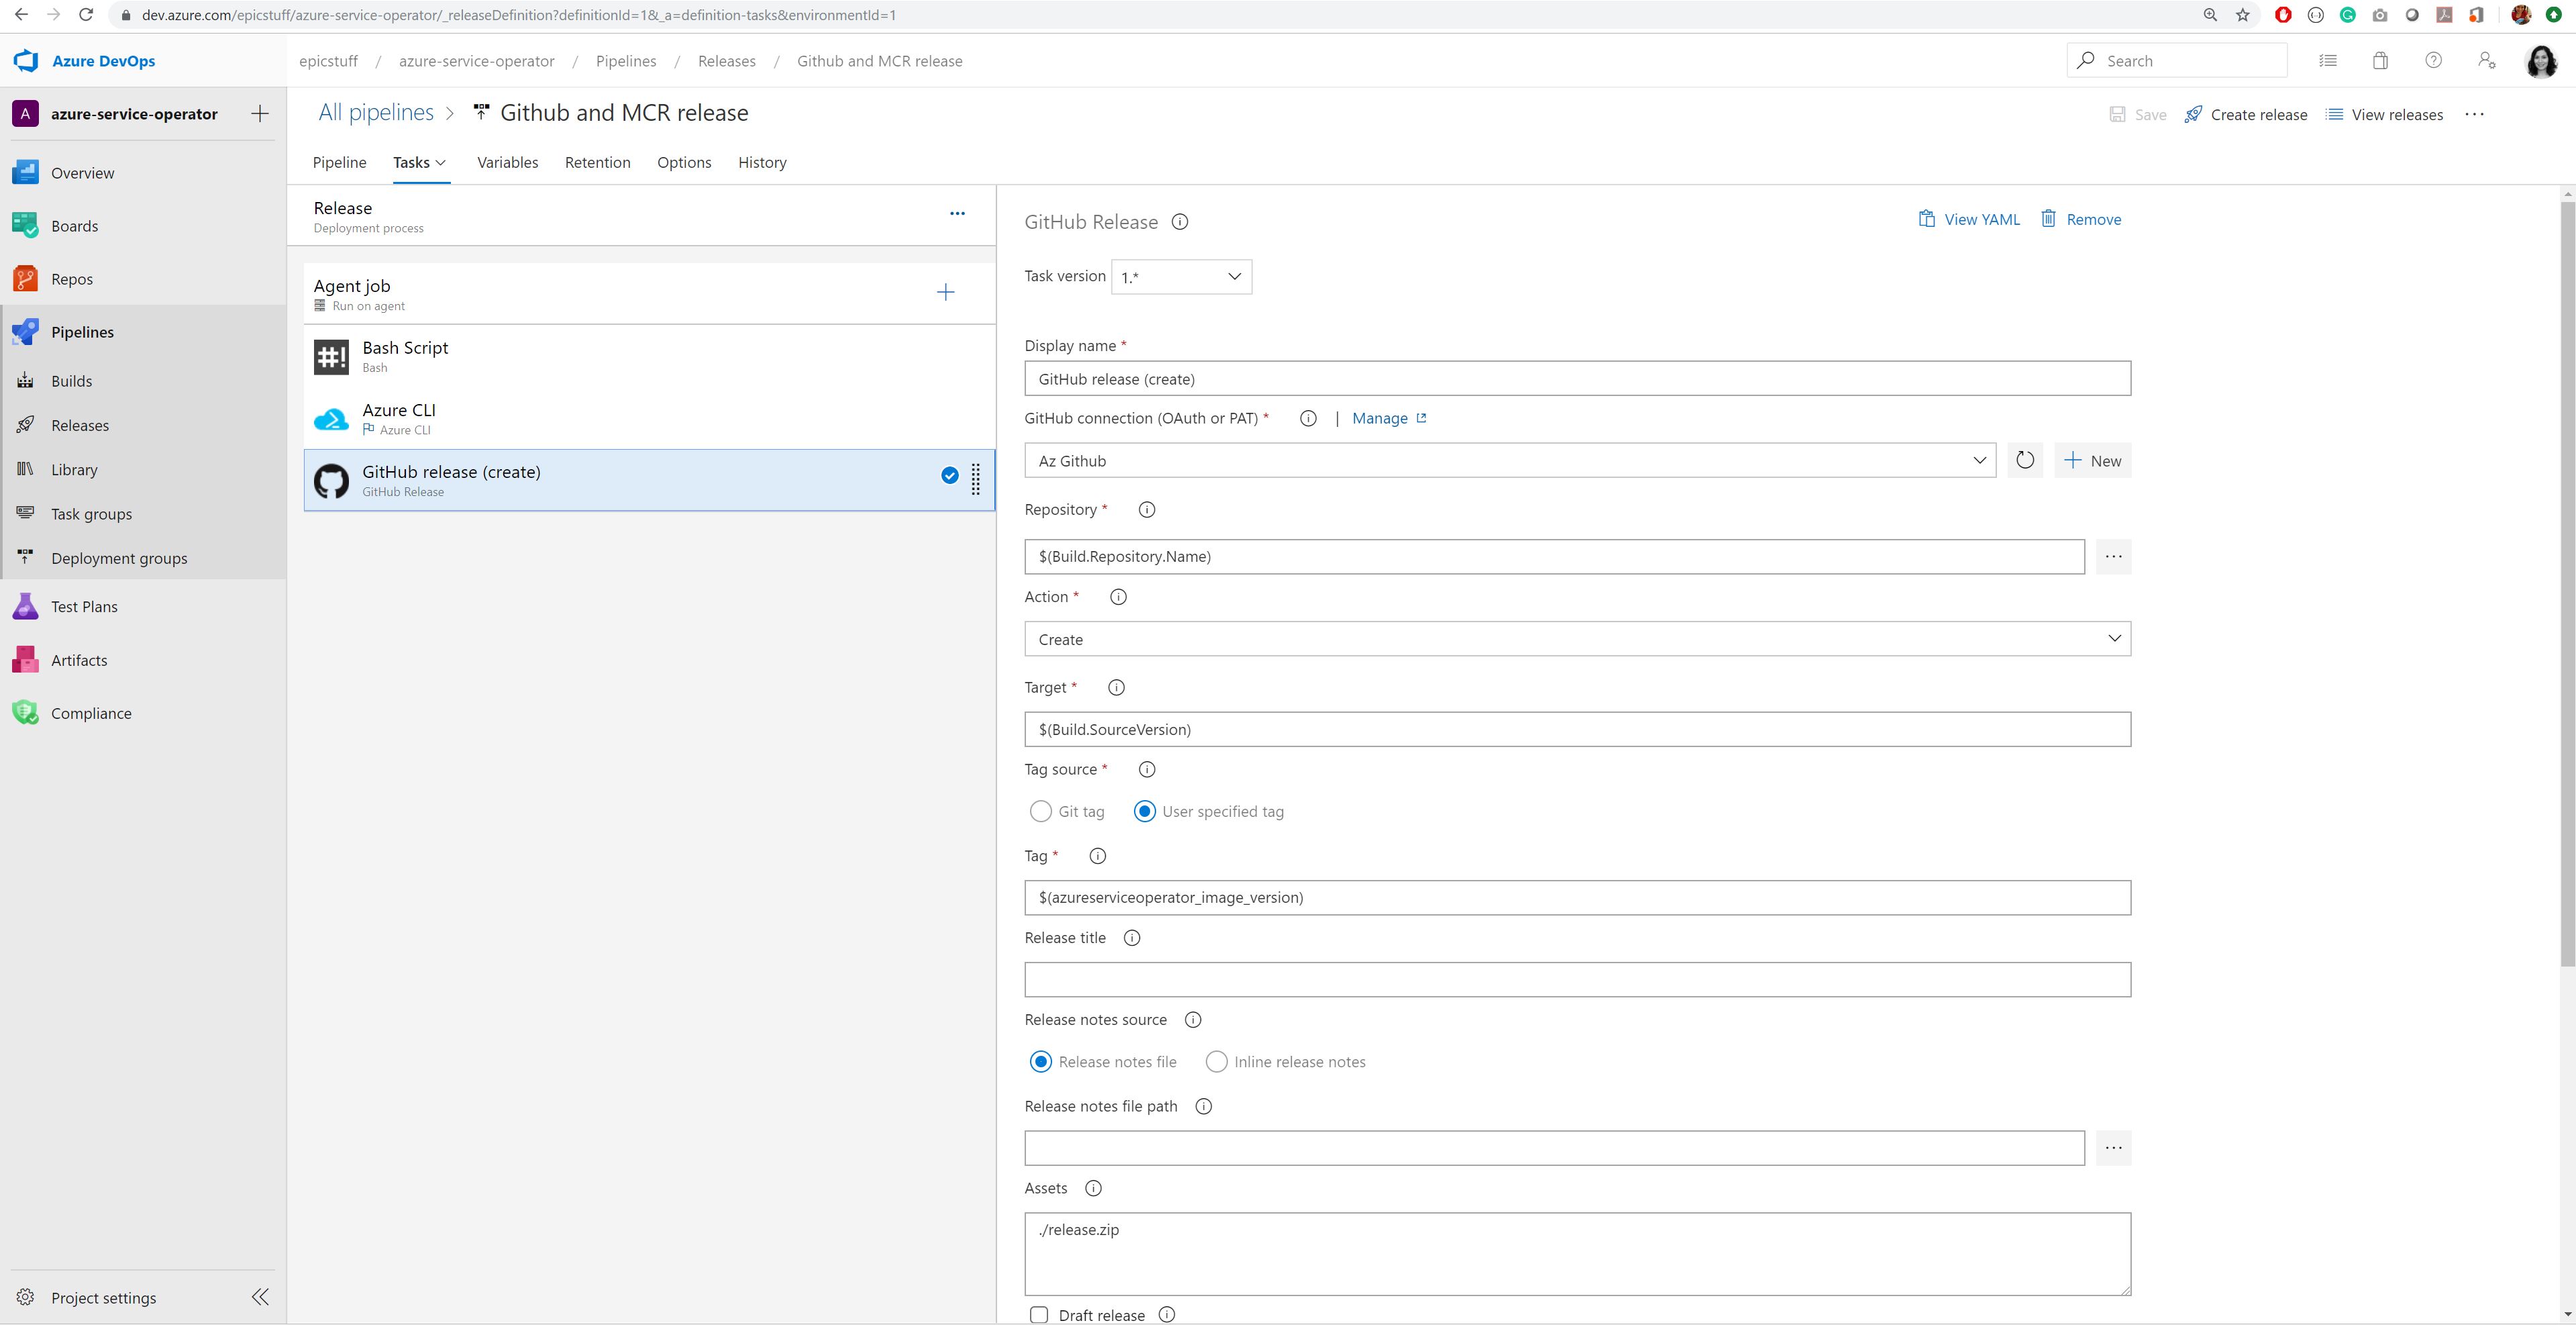 dev.azure.com/epicstuff/azure-service-operator/_releaseDefinition?definitionId=1&_a=definition-tasks&environmentId=1
Azure DevOps
epicstuff / azure-service-operator / Pipelines / Releases / Github and MCR release
Search
A azure-service-operator
All pipelines > Github and MCR release
Save Create release View releases ...
Pipeline Tasks Variables Retention Options History
Overview
Boards
Repos
Pipelines
Builds
Releases
Library
Task groups
Deployment groups
Test Plans
Artifacts
Compliance
Project settings
Release
Deployment process
Agent job
Run on agent
#! Bash Script
Bash
Azure CLI
Azure CLI
GitHub release (create)
GitHub Release
GitHub Release
View YAML Remove
Task version 1.*
Display name *
GitHub release (create)
GitHub connection (OAuth or PAT) * | Manage
Az Github
New
Repository *
$(Build.Repository.Name)
Action *
Create
Target *
$(Build.SourceVersion)
Tag source *
Git tag User specified tag
Tag *
$(azureserviceoperator_image_version)
Release title
Release notes source
Release notes file Inline release notes
Release notes file path
Assets
./release.zip
Draft release